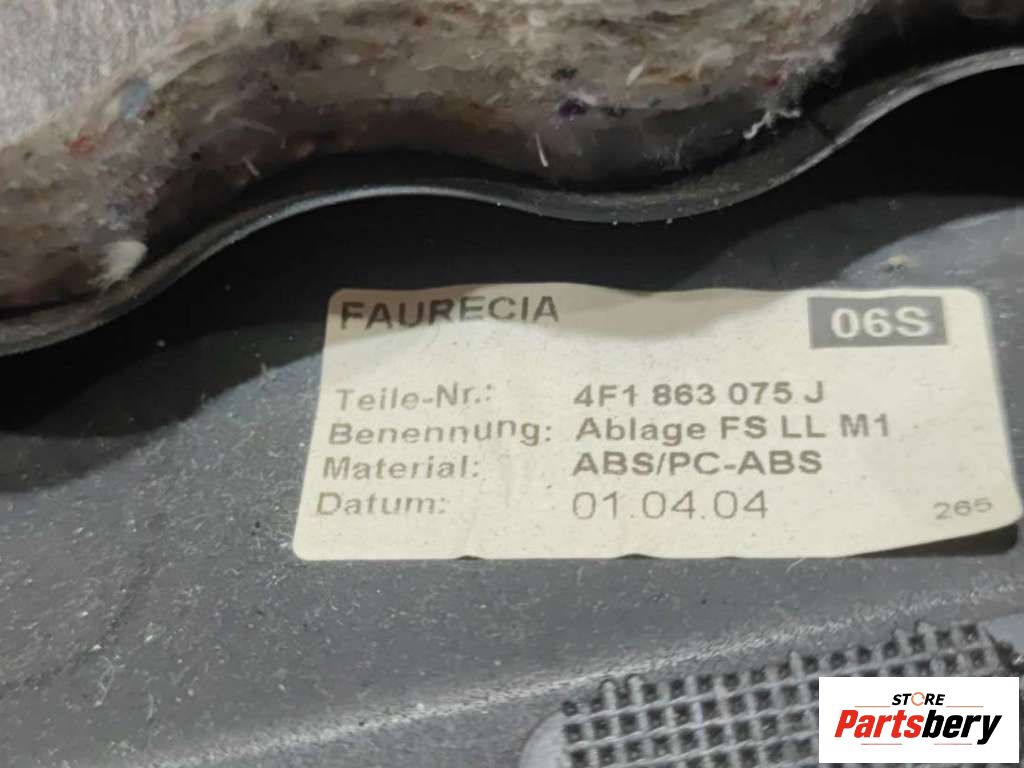 FAURECIA
06S
Teile-Nr.: 4F1 863 075 J
Benennung: Ablage FS LL M1
Material: ABS/PC-ABS
Datum: 01.04.04
265
STORE
Partsbery